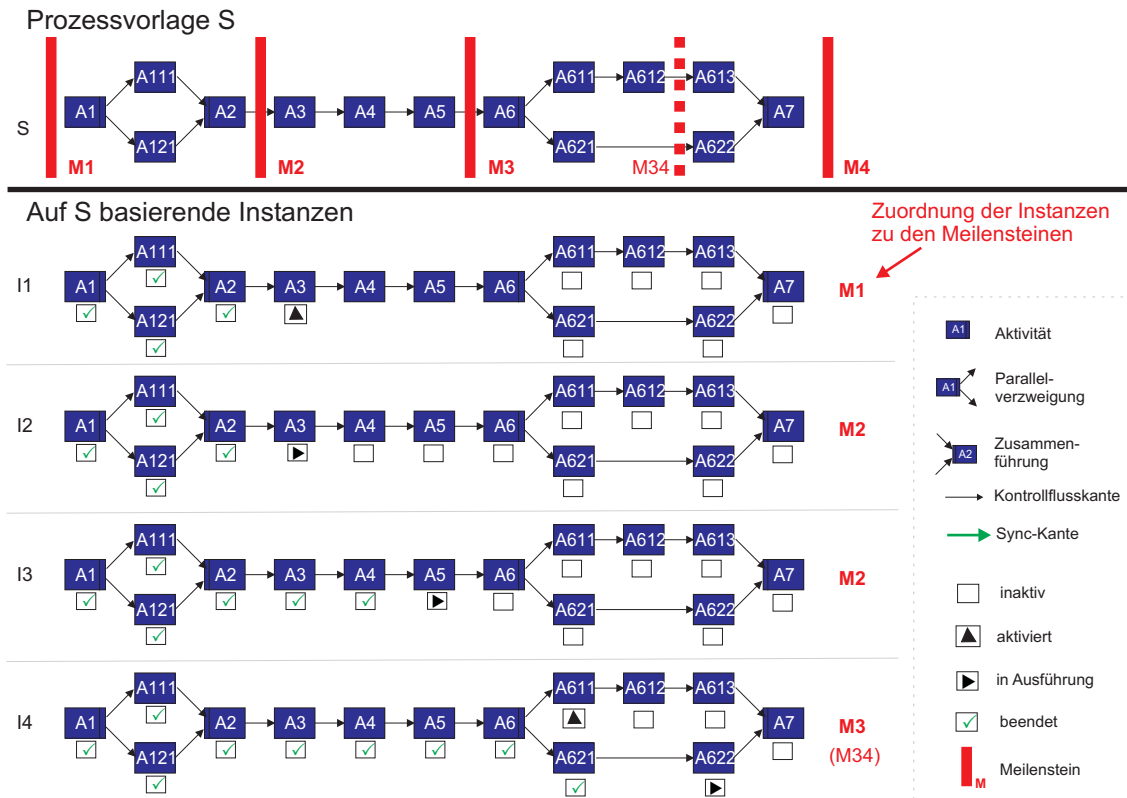 Prozessvorlage S
A111 A611 A612 A613
A1 A2 A3 A4 A5 A6 A7
S
A121 A621 A622
M1 M2 M3 M34 M4
Auf S basierende Instanzen
Zuordnung der Instanzen
zu den Meilensteinen
A111 A611 A612 A613
I1 A1 A2 A3 A4 A5 A6 A7 M1
A121 A621 A622
A111 A611 A612 A613
I2 A1 A2 A3 A4 A5 A6 A7 M2
A121 A621 A622
A111 A611 A612 A613
I3 A1 A2 A3 A4 A5 A6 A7 M2
A121 A621 A622
A111 A611 A612 A613
I4 A1 A2 A3 A4 A5 A6 A7 M3
(M34)
A121 A621 A622
A1 Aktivität
Parallel-
A1 verzweigung
Zusammen-
A2 führung
Kontrollflusskante
Sync-Kante
inaktiv
aktiviert
in Ausführung
beendet
Meilenstein
M